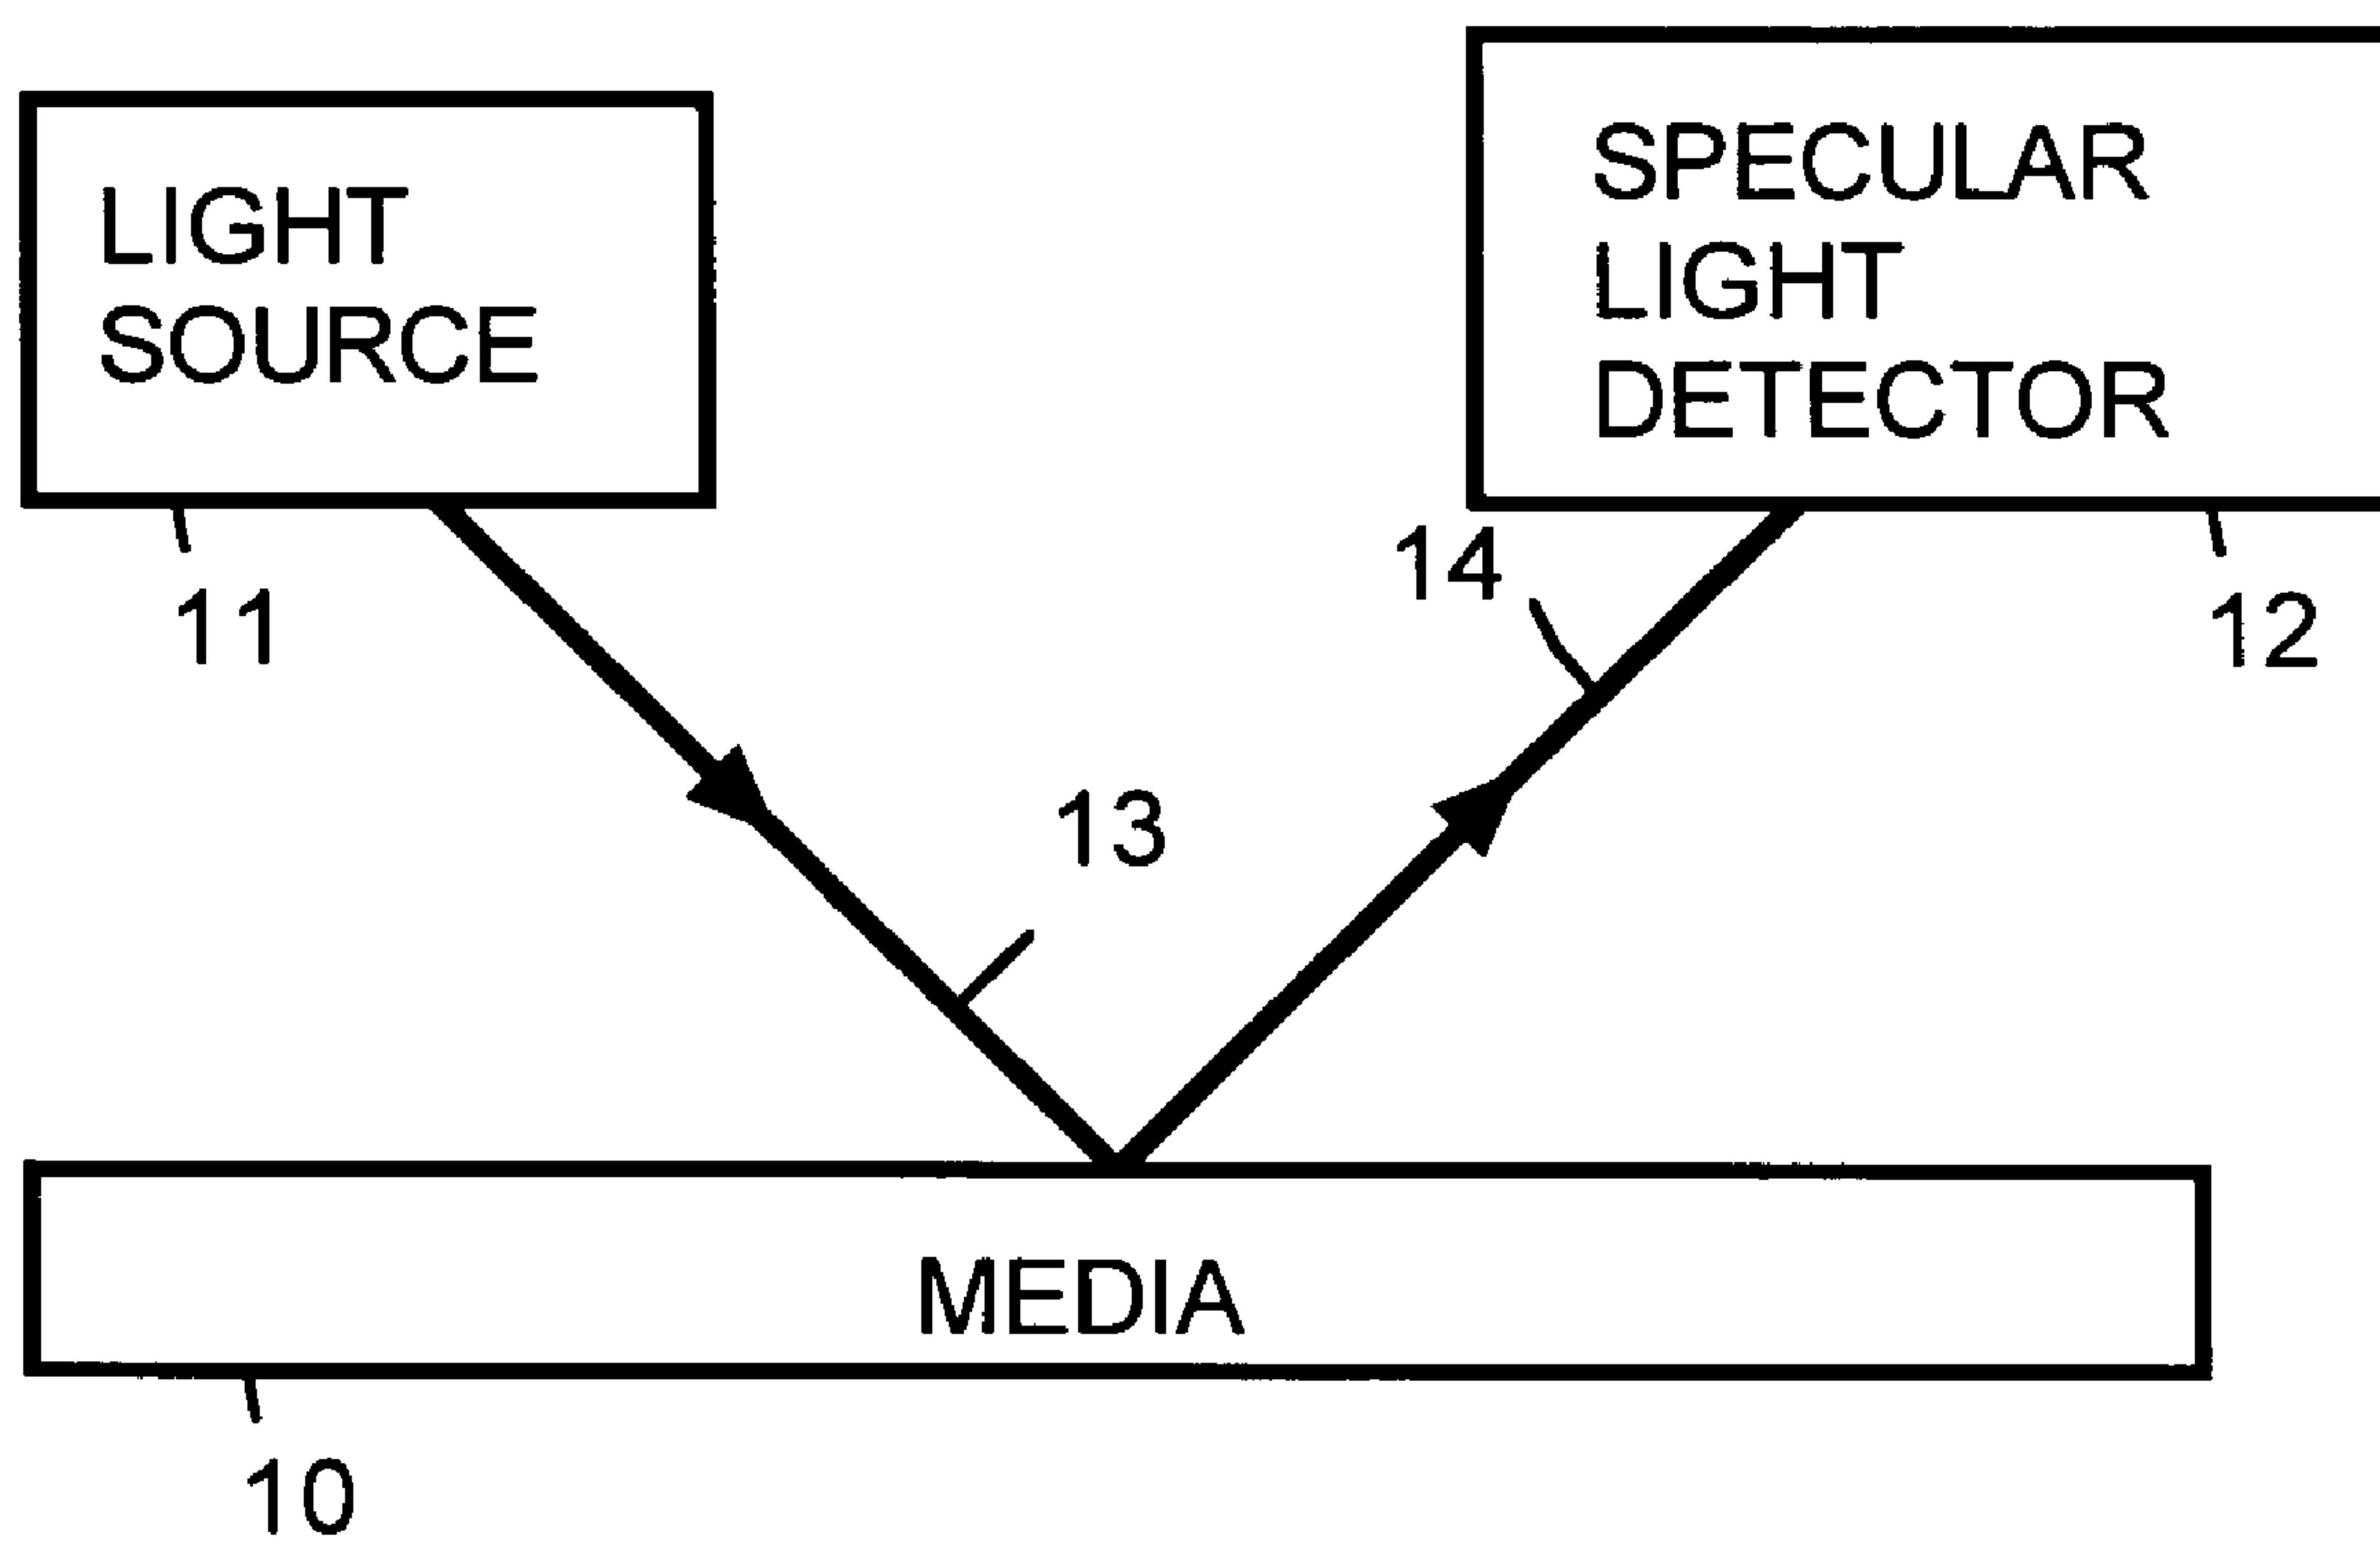 LIGHT
SOURCE
SPECULAR
LIGHT
DETECTOR
11
14
12
13
MEDIA
10